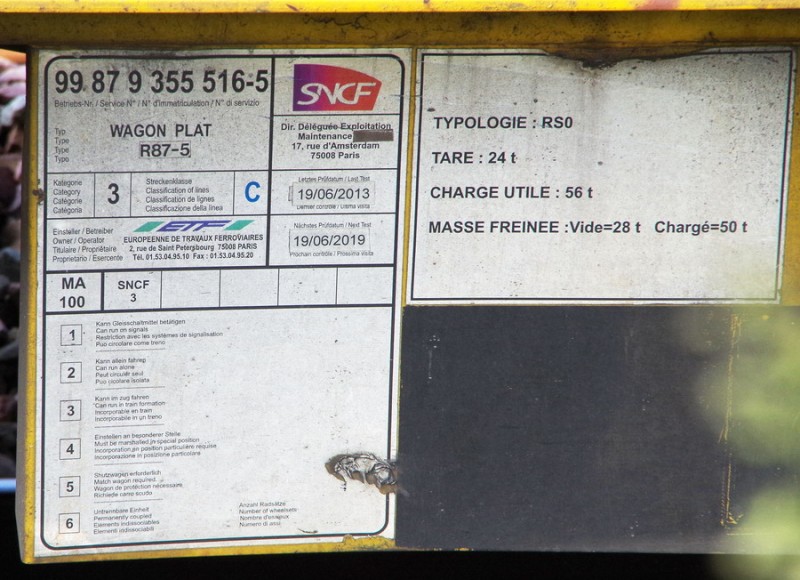 99 87 9 355 516-5
Betriebs-Nr. / Service N° / N° d'immatriculation / N° di servizio
Typ
Type
Type
Tipo
WAGON PLAT
R87-5
SNCF
Dir. Déléguée Exploitation
Maintenance
17, rue d'Amsterdam
75008 Paris
Kategorie
Category
Catégorie
Categoria
3
Streckenklasse
Classification of lines
Classification de lignes
Classificazione della linea
C
Letztes Prüfdatum / Last Test
19/06/2013
Dernier contrôle / Ultima visita
Einsteller / Betreiber
Owner / Operator
Titulaire / Propriétaire
Proprietario / Esercente
ETF
EUROPEENNE DE TRAVAUX FERROVIAIRES
2, rue de Saint Petersbourg 75008 PARIS
Tél. 01.53.04.95.10 Fax : 01.53.04.95.20
Nächstes Prüfdatum / Next Test
19/06/2019
Prochain contrôle / Prossima visita
MA
100
SNCF
3
1
Kann Gleisschaltmittel betätigen
Can run on signals
Restriction avec les systèmes de signalisation
Può circolare come treno
2
Kann allein fahren
Can run alone
Peut circuler seul
Può circolare isolata
3
Kann im zug fahren
Can run in train formation
Incorporable en train
Incorporabile in un treno
4
Einstellen an besonderer Stelle
Must be marshalled in special position
Incorporation en position particulière requise
Incorporazione in posizione particolare
5
Stutzwagen erforderlich
Match wagon required
Wagon de protection nécessaire
Richiede carro scudo
6
Untrennbare Einheit
Permanently coupled
Elements indissociables
Elementi indissociabili
Anzahl Radsätze
Number of wheelsets
Nombre d'essieux
Numero di assi
TYPOLOGIE : RS0
TARE : 24 t
CHARGE UTILE : 56 t
MASSE FREINEE :Vide=28 t Chargé=50 t